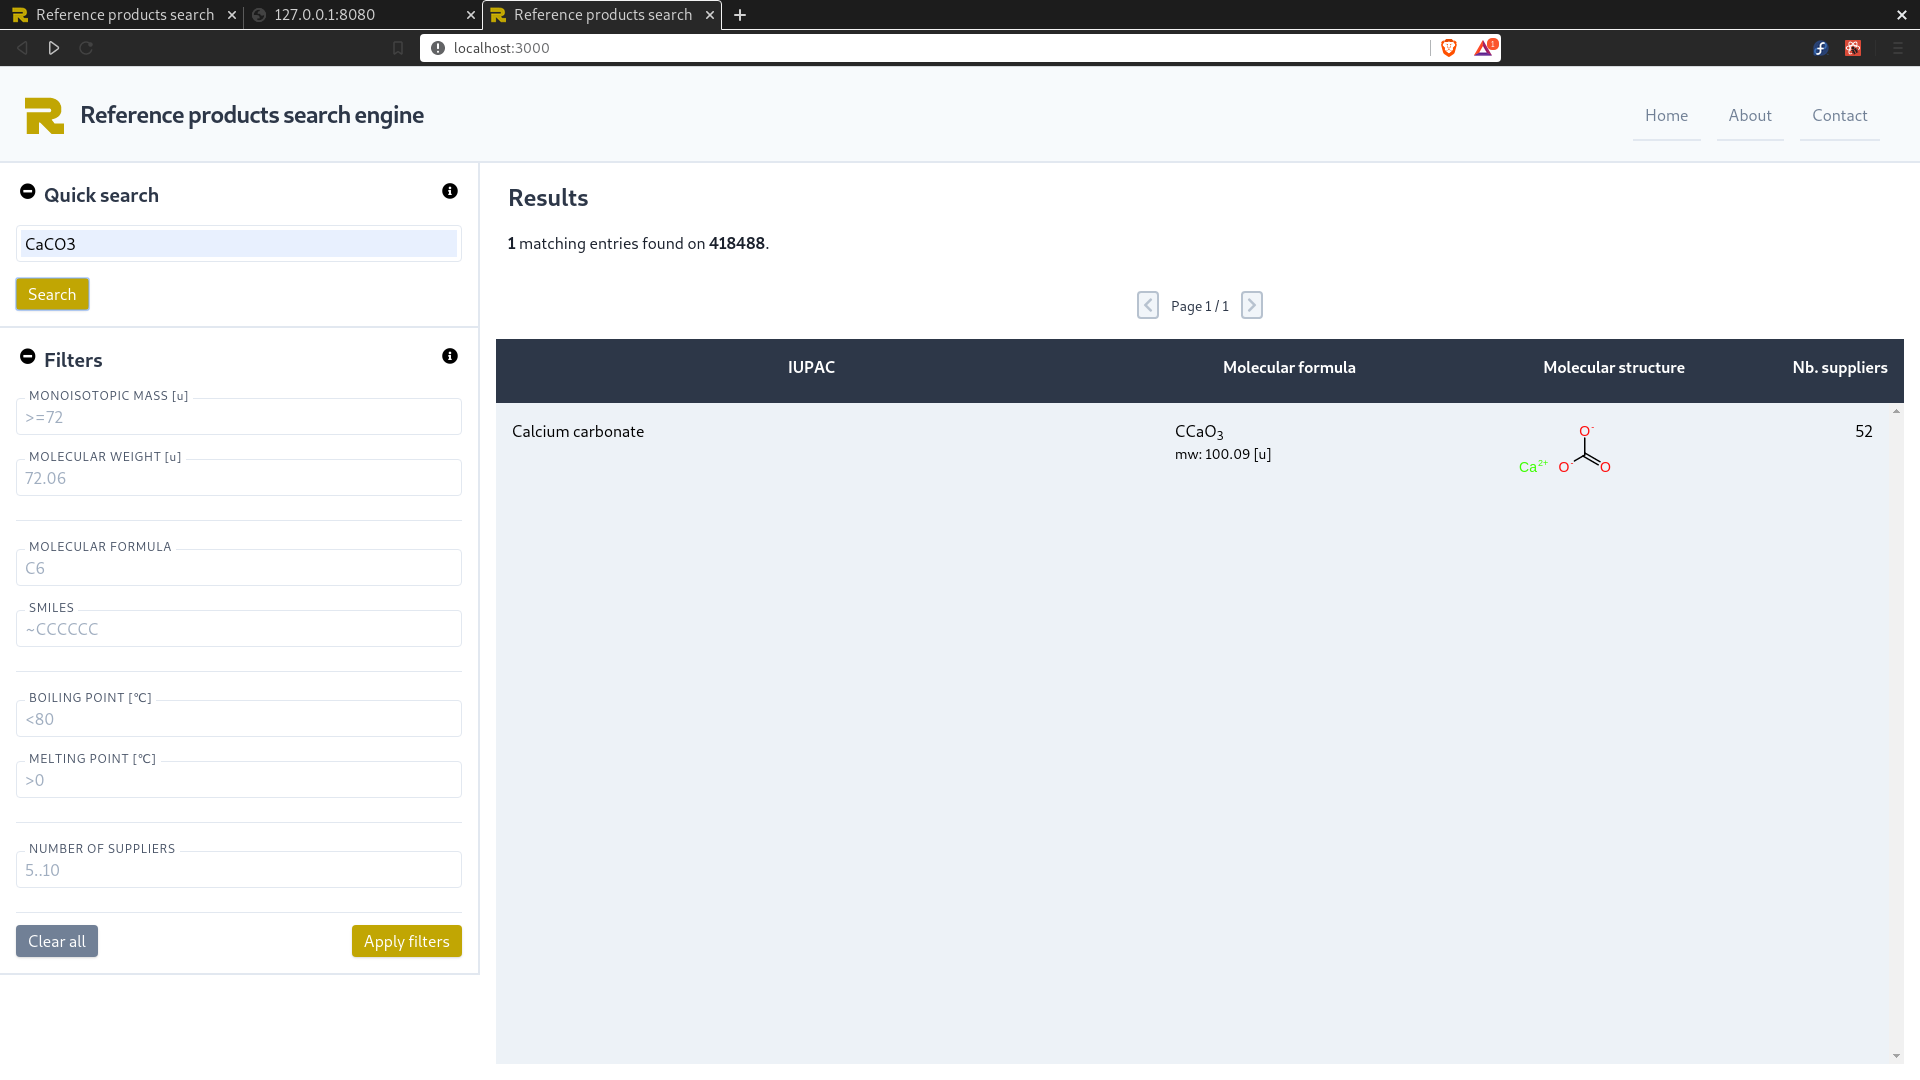 Reference products search
127.0.0.1:8080
Reference products search
localhost:3000
1
Reference products search engine
Home
About
Contact
Quick search
CaCO3
Search
Filters
MONOISOTOPIC MASS [u]
>=72
MOLECULAR WEIGHT [u]
72.06
MOLECULAR FORMULA
C6
SMILES
~CCCCCC
BOILING POINT [°C]
<80
MELTING POINT [°C]
>0
NUMBER OF SUPPLIERS
5..10
Clear all
Apply filters
Results
1 matching entries found on 418488.
Page 1 / 1
IUPAC
Molecular formula
Molecular structure
Nb. suppliers
Calcium carbonate
CCaO₃
mw: 100.09 [u]
O⁻
Ca²⁺ O⁻ O
52